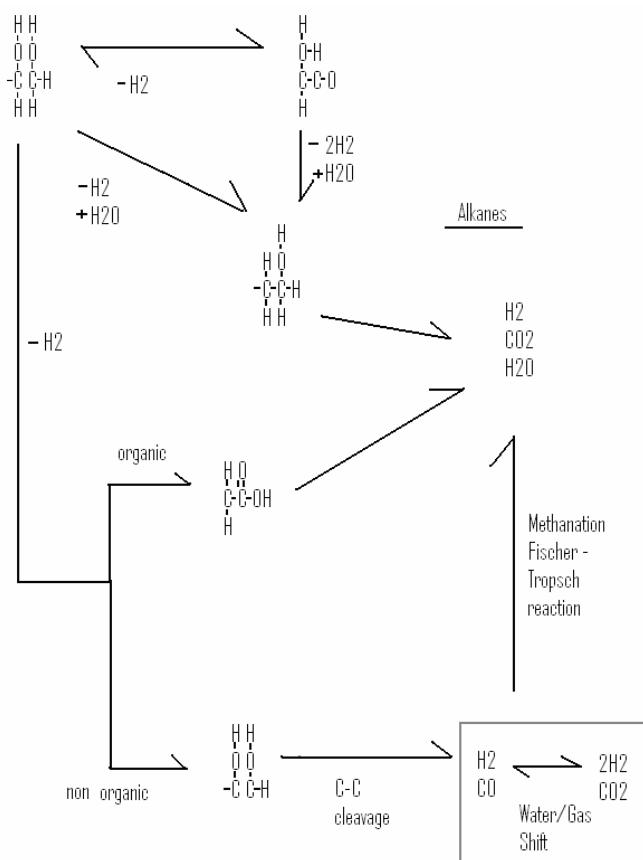 H H
O O
-C C-H
H H
H
O-H
C-C-O
H
–H2
– 2H2
+H2O
–H2
+H2O
Alkanes
H
H O
-C-C-H
H H
H2
CO2
H2O
–H2
organic
H O
C-C-OH
H
Methanation
Fischer -
Tropsch
reaction
H H
O O
-C C-H
non organic
C-C
cleavage
H2
CO
2H2
CO2
Water/Gas
Shift